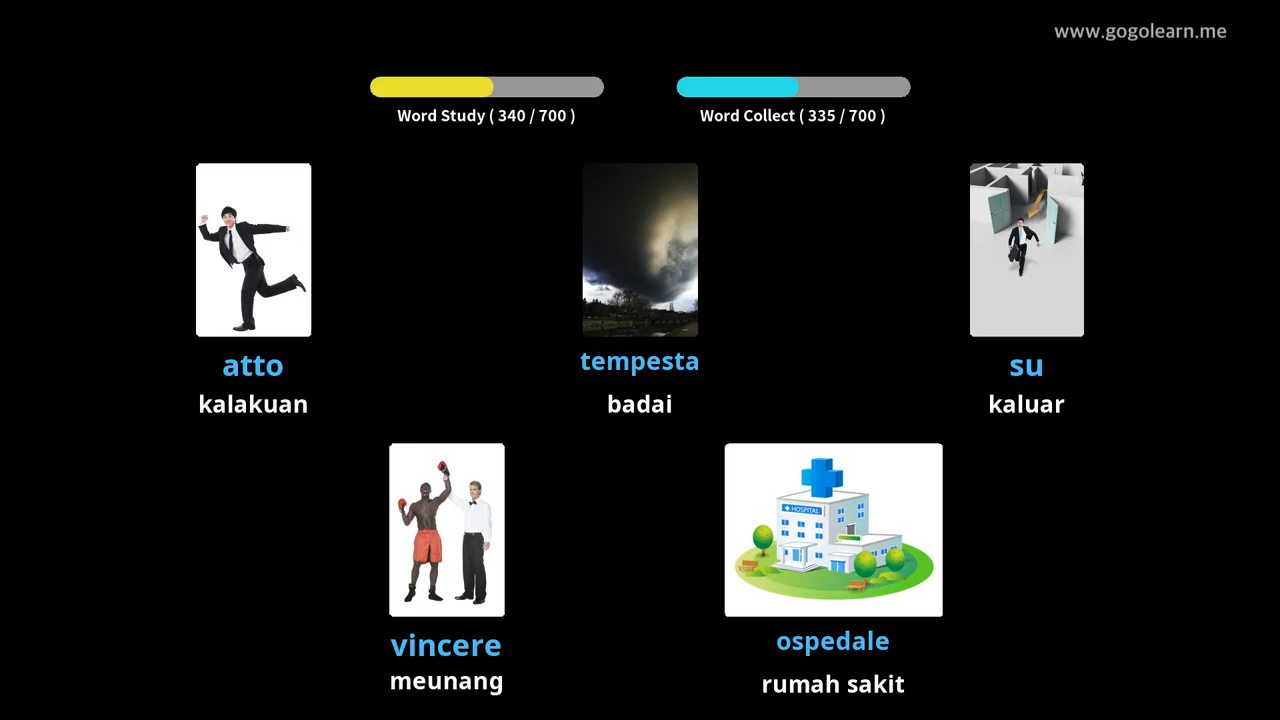 www.gogolearn.me
Word Study ( 340 / 700 )
Word Collect ( 335 / 700 )
atto
kalakuan
tempesta
badai
su
kaluar
HOSPITAL
vincere
meunang
ospedale
rumah sakit